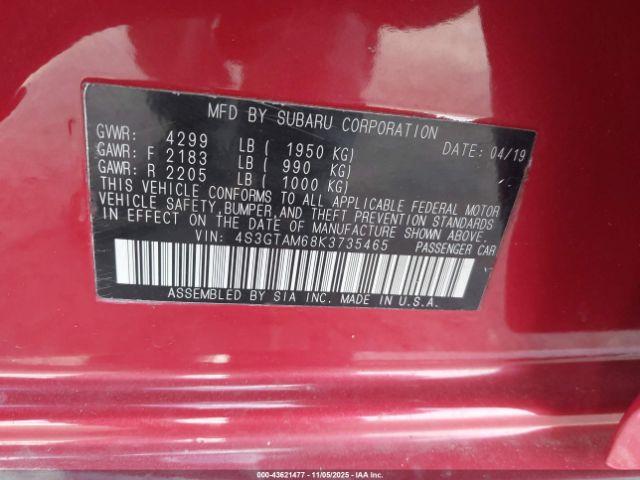 MFD BY SUBARU CORPORATION
GVWR: 4299 LB ( 1950 KG) DATE: 04/19
GAWR: F 2183 LB ( 990 KG)
GAWR: R 2205 LB ( 1000 KG)
THIS VEHICLE CONFORMS TO ALL APPLICABLE FEDERAL MOTOR
VEHICLE SAFETY, BUMPER, AND THEFT PREVENTION STANDARDS
IN EFFECT ON THE DATE OF MANUFACTURE SHOWN ABOVE.
VIN: 4S3GTAM68K3735465 PASSENGER CAR
ASSEMBLED BY SIA INC. MADE IN U.S.A.
00-43621477 - 11/05/2025 - IAA Inc.